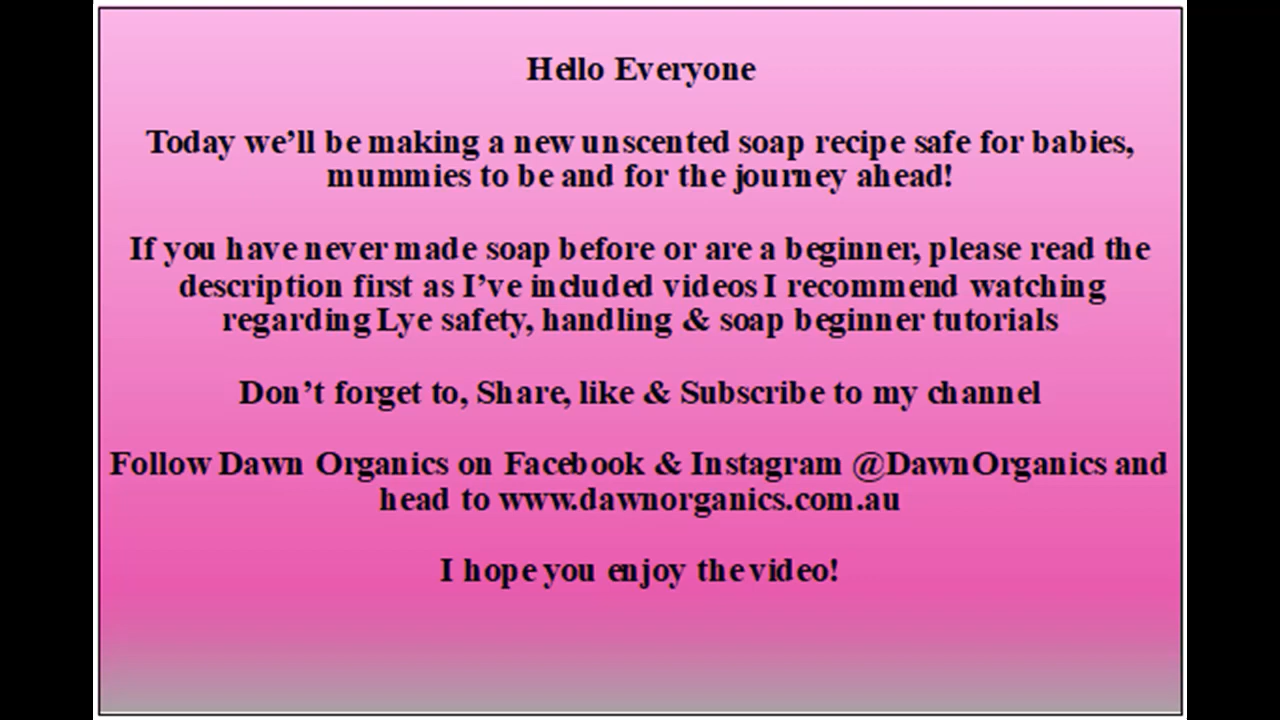 Hello Everyone
Today we’ll be making a new unscented soap recipe safe for babies,
mummies to be and for the journey ahead!
If you have never made soap before or are a beginner, please read the
description first as I’ve included videos I recommend watching
regarding Lye safety, handling & soap beginner tutorials
Don’t forget to, Share, like & Subscribe to my channel
Follow Dawn Organics on Facebook & Instagram @DawnOrganics and
head to www.dawnorganics.com.au
I hope you enjoy the video!